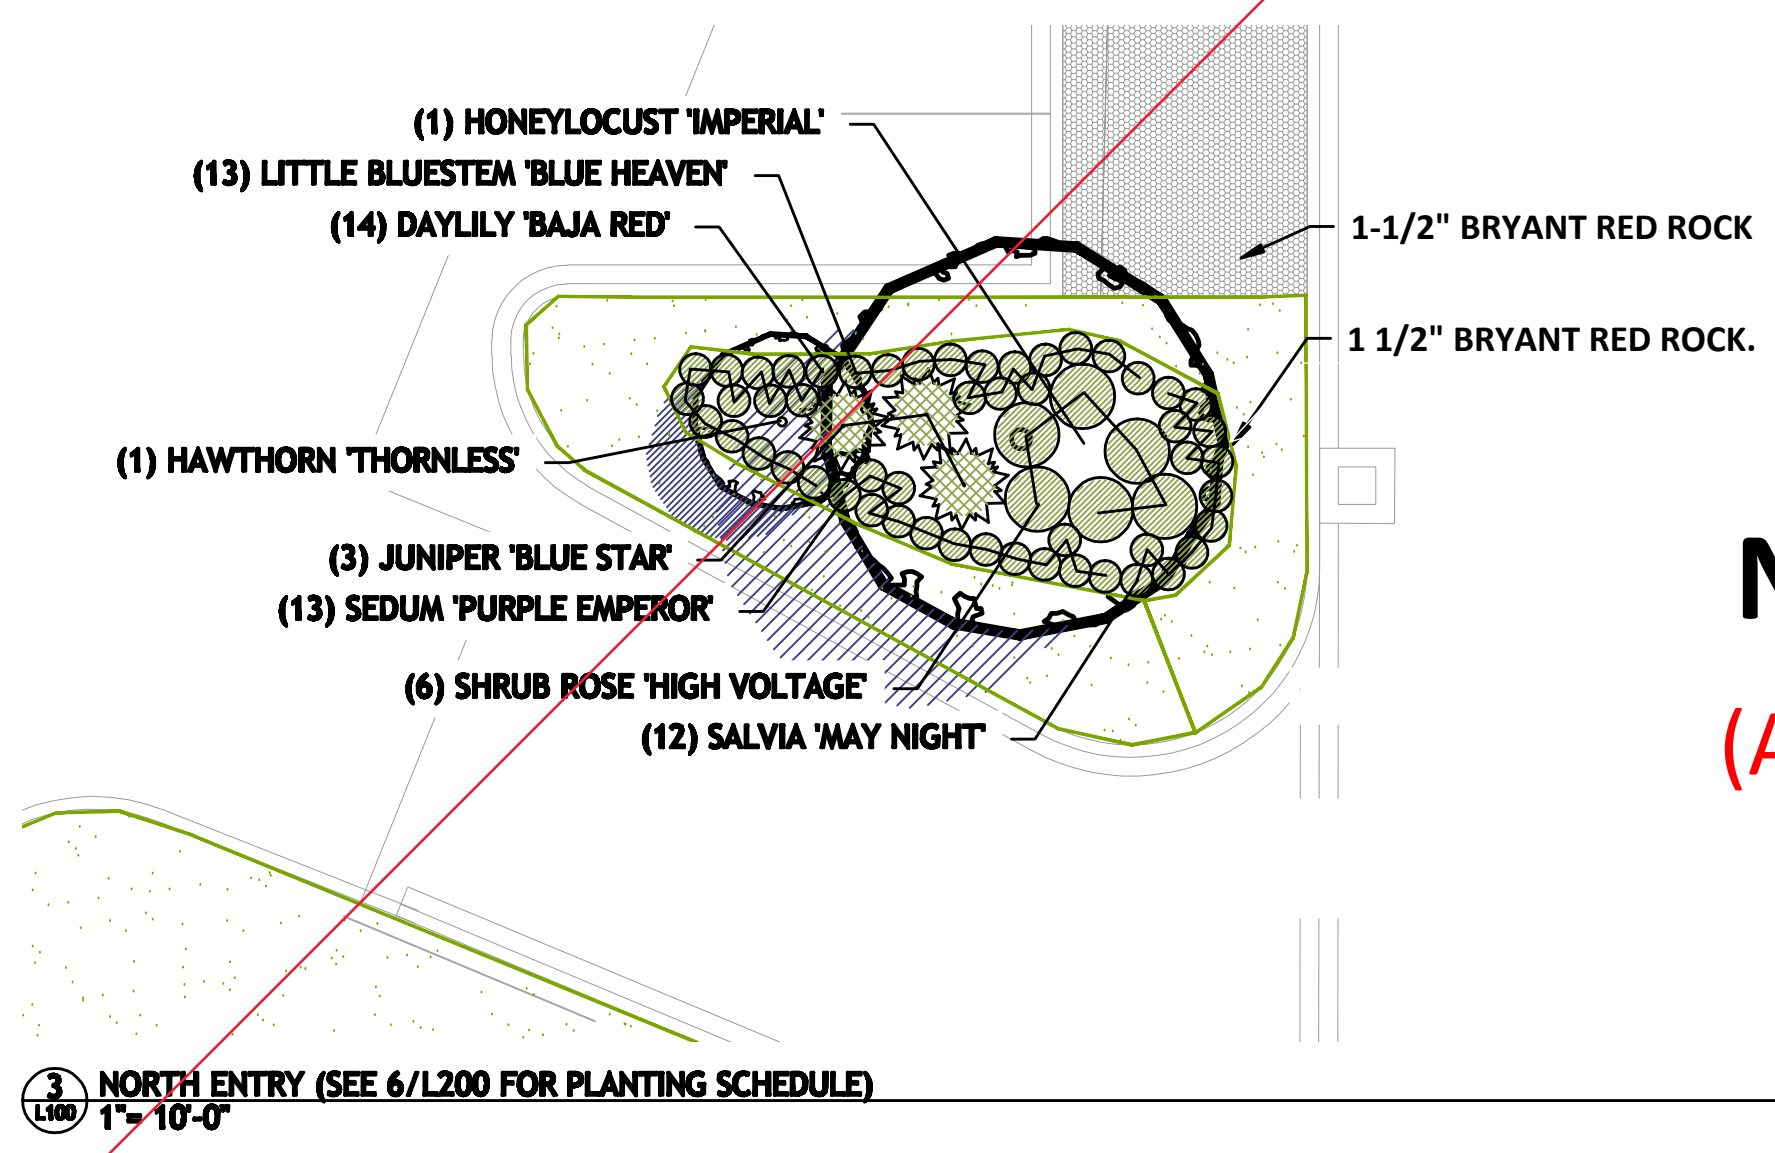 (1) HONEYLOCUST 'IMPERIAL'
(13) LITTLE BLUESTEM 'BLUE HEAVEN'
(14) DAYLILY 'BAJA RED'
1-1/2" BRYANT RED ROCK
1 1/2" BRYANT RED ROCK.
(1) HAWTHORN 'THORNLESS'
(3) JUNIPER 'BLUE STAR'
(13) SEDUM 'PURPLE EMPEROR'
N
(6) SHRUB ROSE 'HIGH VOLTAGE'
(12) SALVIA 'MAY NIGHT'
(A
3
L100
NORTH ENTRY (SEE 6/L200 FOR PLANTING SCHEDULE)
1"= 10'-0"